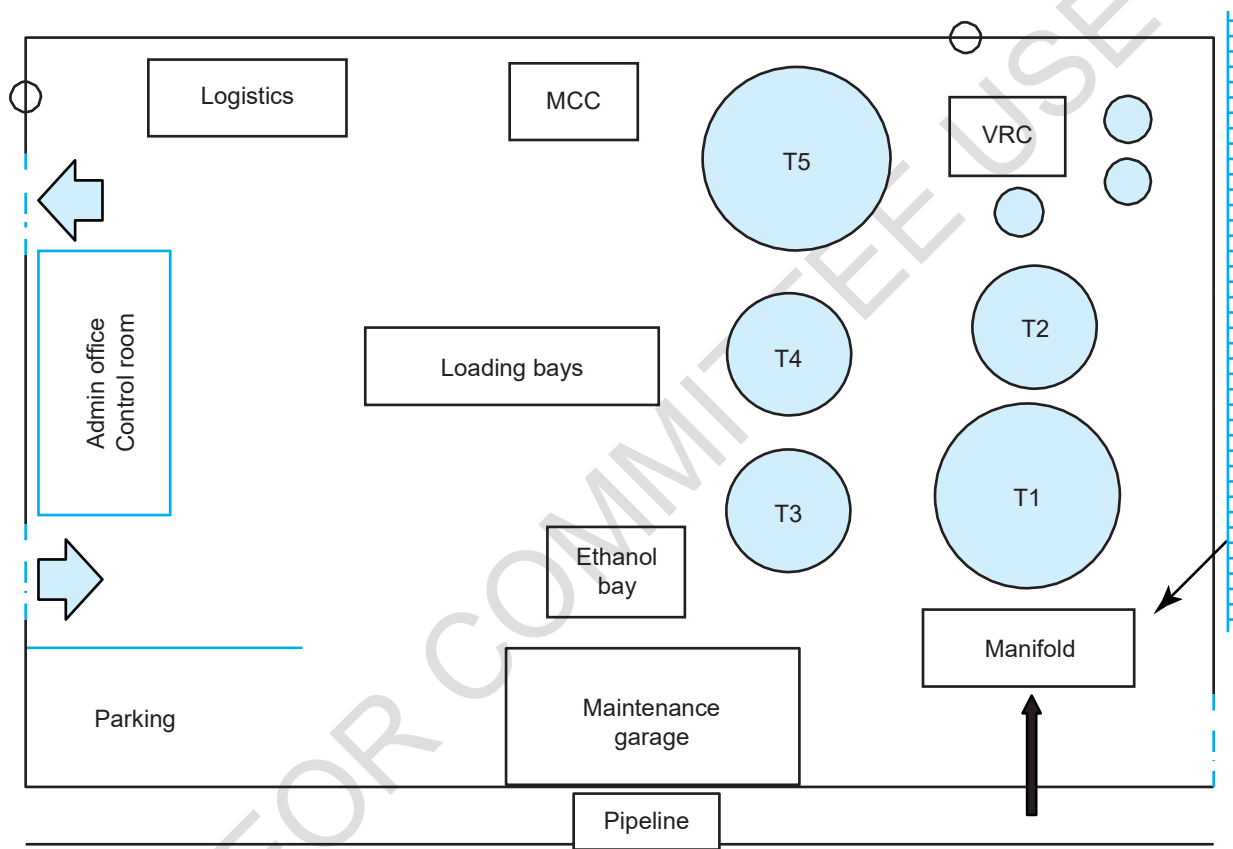 Logistics
MCC
VRC
T5
T2
Admin office
Control room
T4
Loading bays
T1
T3
Ethanol
bay
Manifold
Parking
Maintenance
garage
Pipeline
FOR COMMITTEE USE